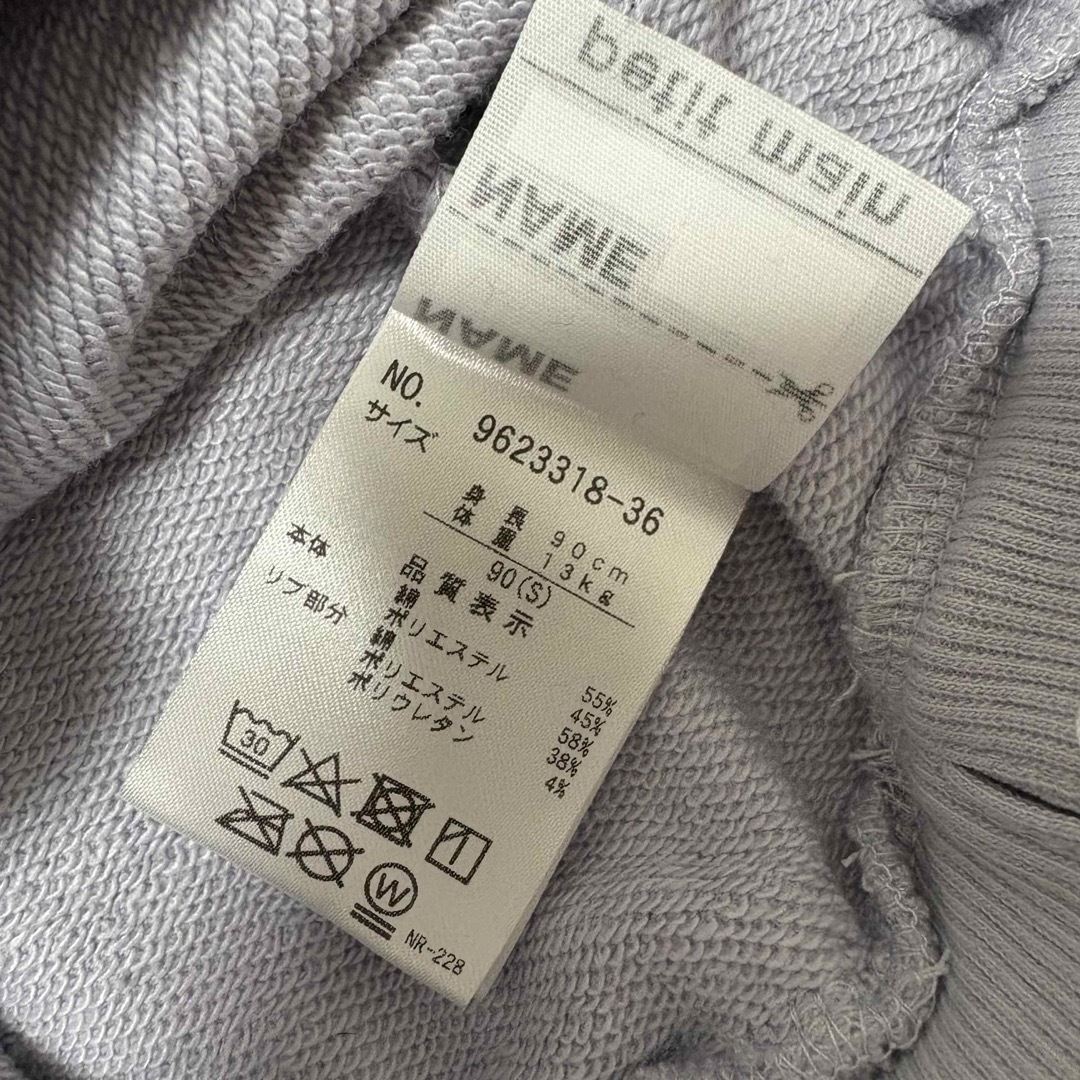 petit main
NAME
NAME
NO. 9623318-36
サイズ
身長 90cm
体重 13kg
90(S)
品質表示
本体 綿 55%
ポリエステル 45%
リブ部分 綿 58%
ポリエステル 38%
ポリウレタン 4%
30
W
NR-228